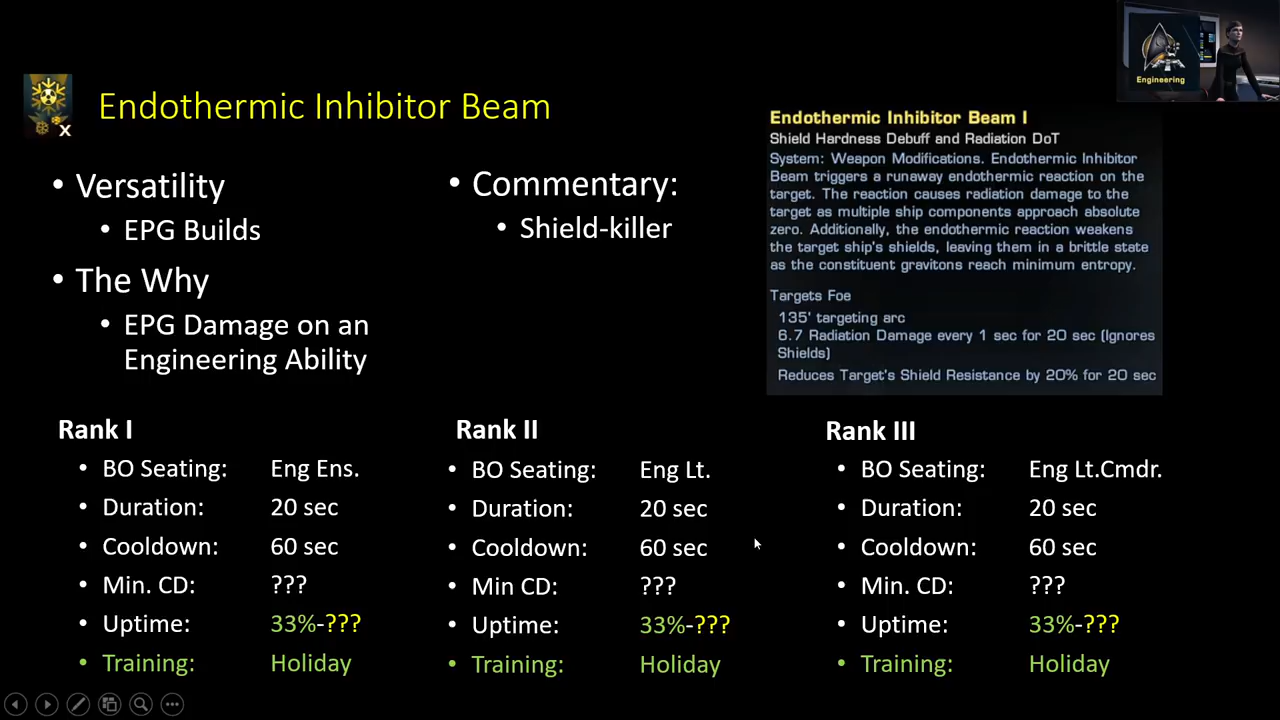 Engineering
Endothermic Inhibitor Beam
x
• Versatility
• EPG Builds
• The Why
• EPG Damage on an
Engineering Ability
• Commentary:
• Shield-killer
Endothermic Inhibitor Beam I
Shield Hardness Debuff and Radiation DoT
System: Weapon Modifications. Endothermic Inhibitor
Beam triggers a runaway endothermic reaction on the
target. The reaction causes radiation damage to the
target as multiple ship components approach absolute
zero. Additionally, the endothermic reaction weakens
the target ship's shields, leaving them in a brittle state
as the constituent gravitons reach minimum entropy.
Targets Foe
135' targeting arc
6.7 Radiation Damage every 1 sec for 20 sec (Ignores
Shields)
Reduces Target's Shield Resistance by 20% for 20 sec
Rank I
• BO Seating: Eng Ens.
• Duration: 20 sec
• Cooldown: 60 sec
• Min. CD: ???
• Uptime: 33%-???
• Training: Holiday
Rank II
• BO Seating: Eng Lt.
• Duration: 20 sec
• Cooldown: 60 sec
• Min CD: ???
• Uptime: 33%-???
• Training: Holiday
Rank III
• BO Seating: Eng Lt.Cmdr.
• Duration: 20 sec
• Cooldown: 60 sec
• Min. CD: ???
• Uptime: 33%-???
• Training: Holiday